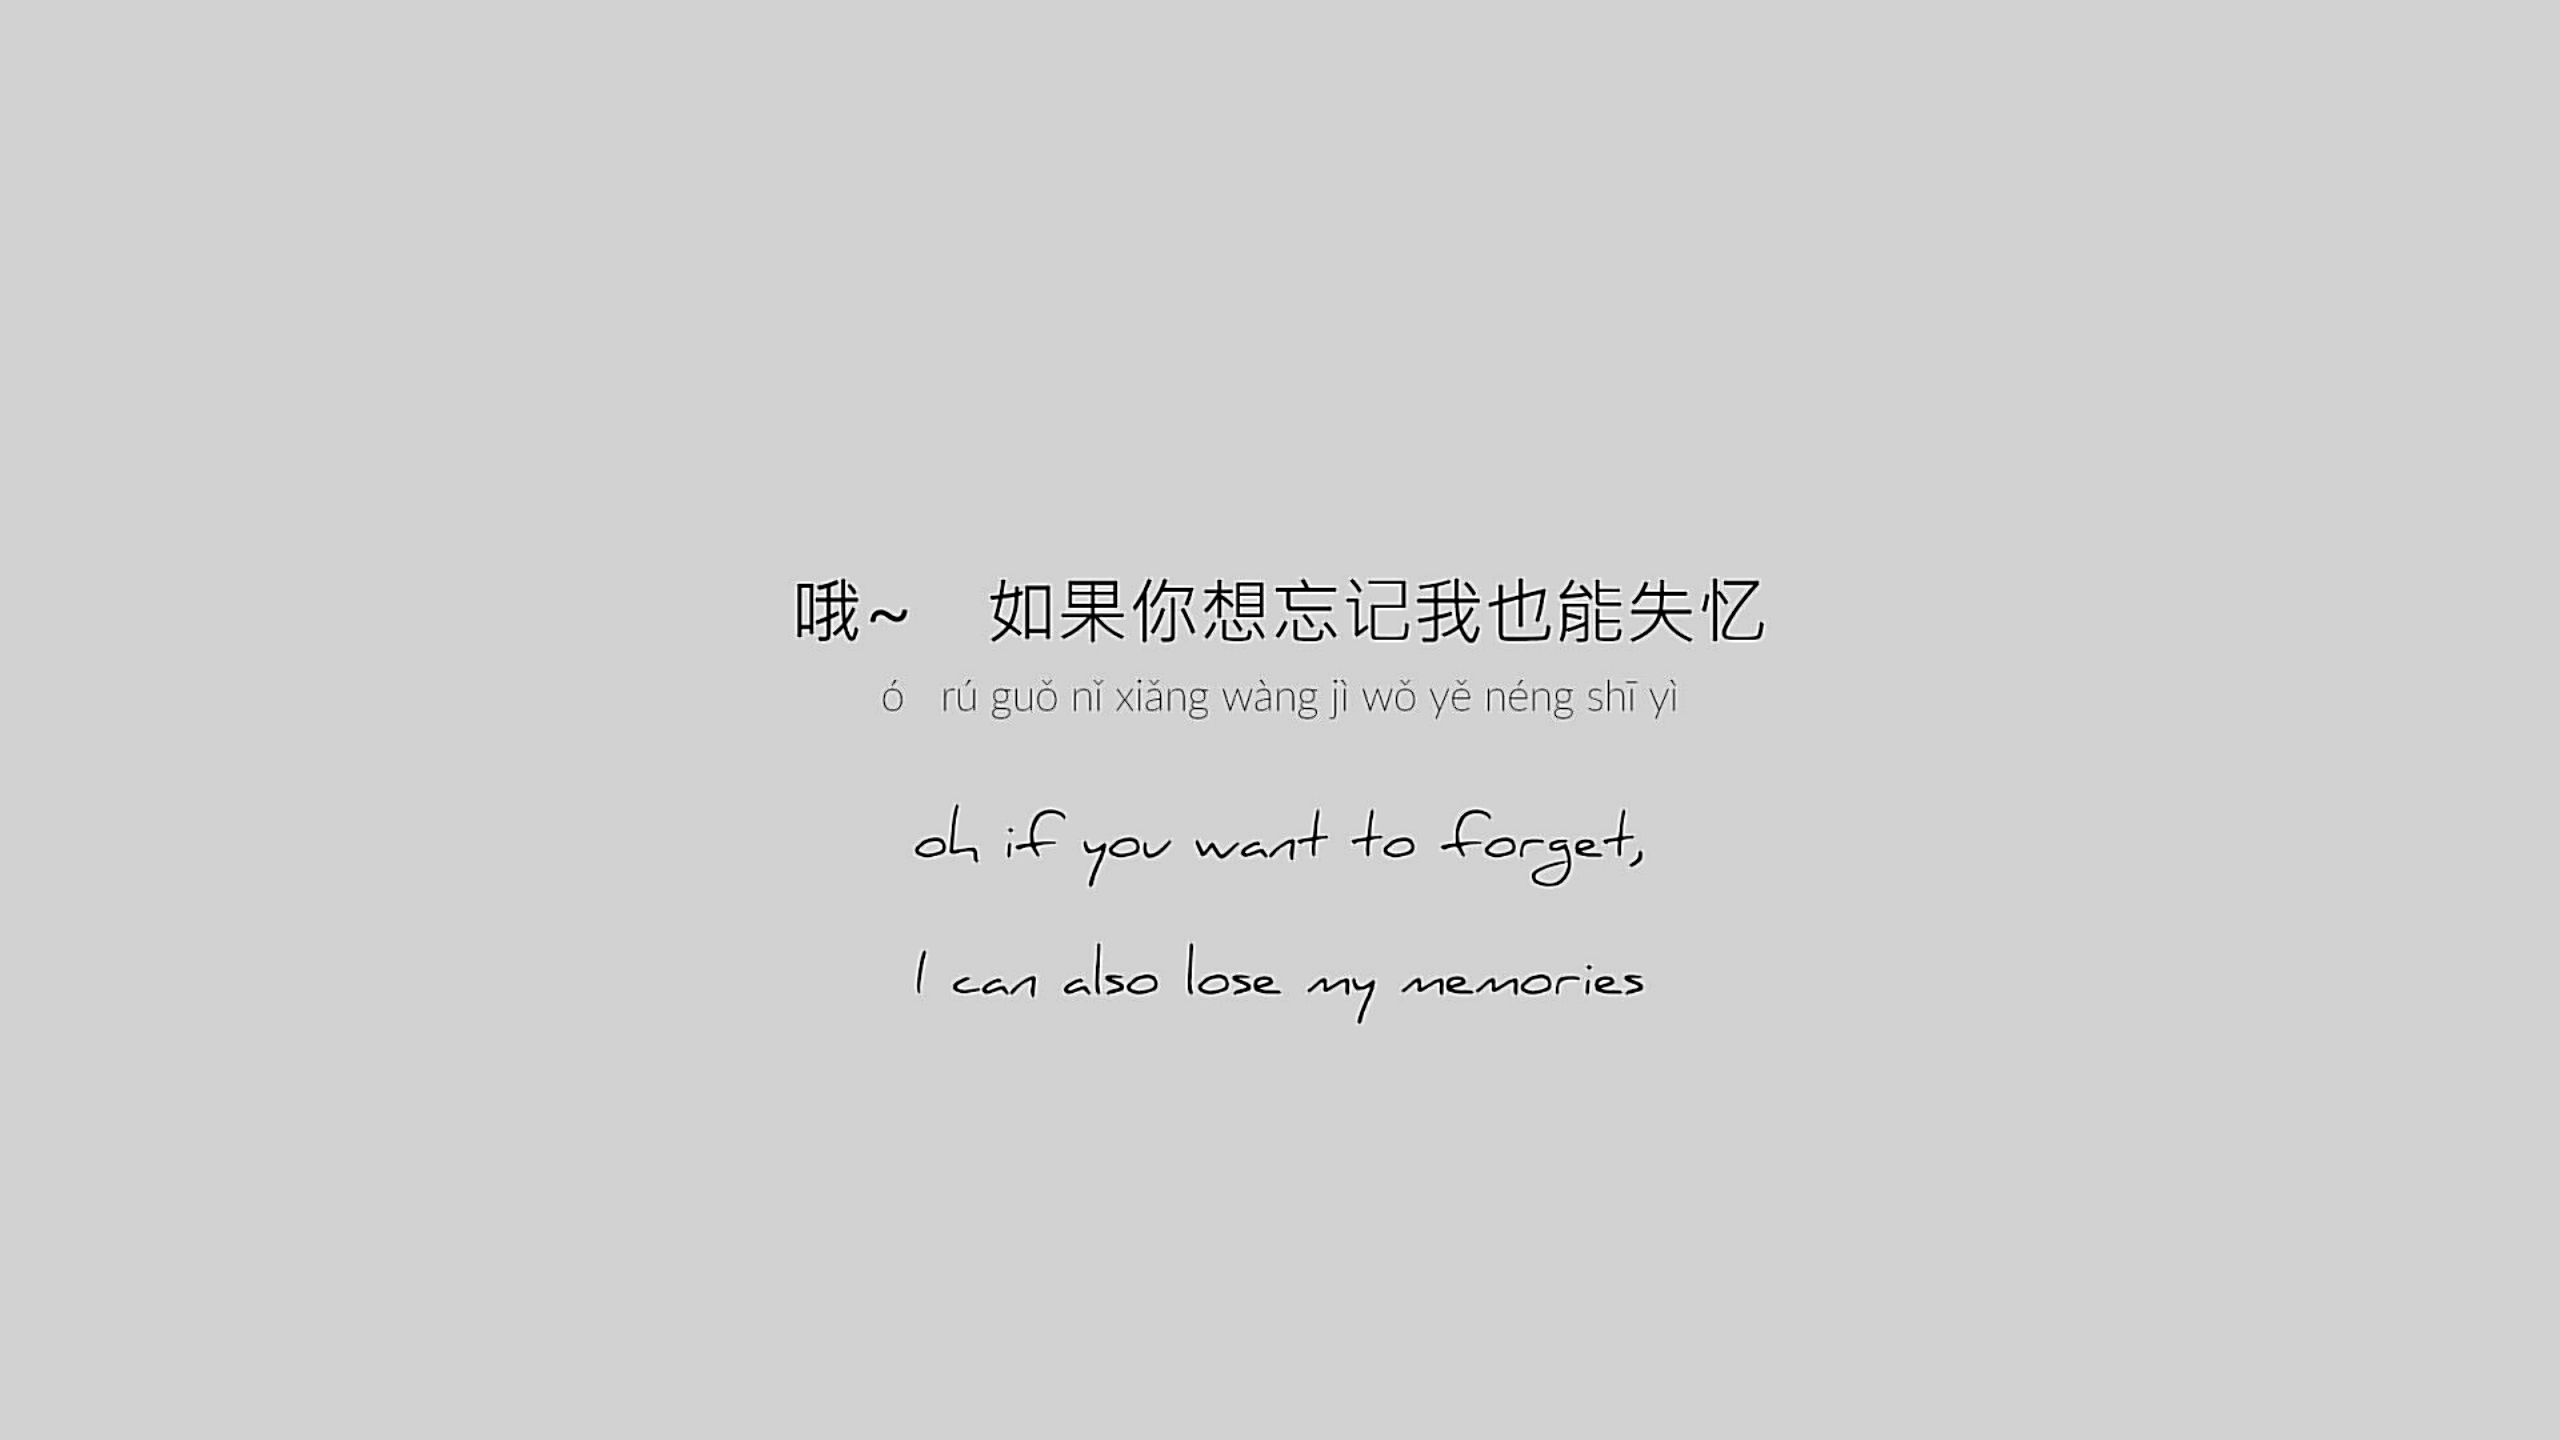 哦~ 如果你想忘记我也能失忆
ó rú guǒ nǐ xiǎng wàng jì wǒ yě néng shī yì
oh if you want to forget,
I can also lose my memories